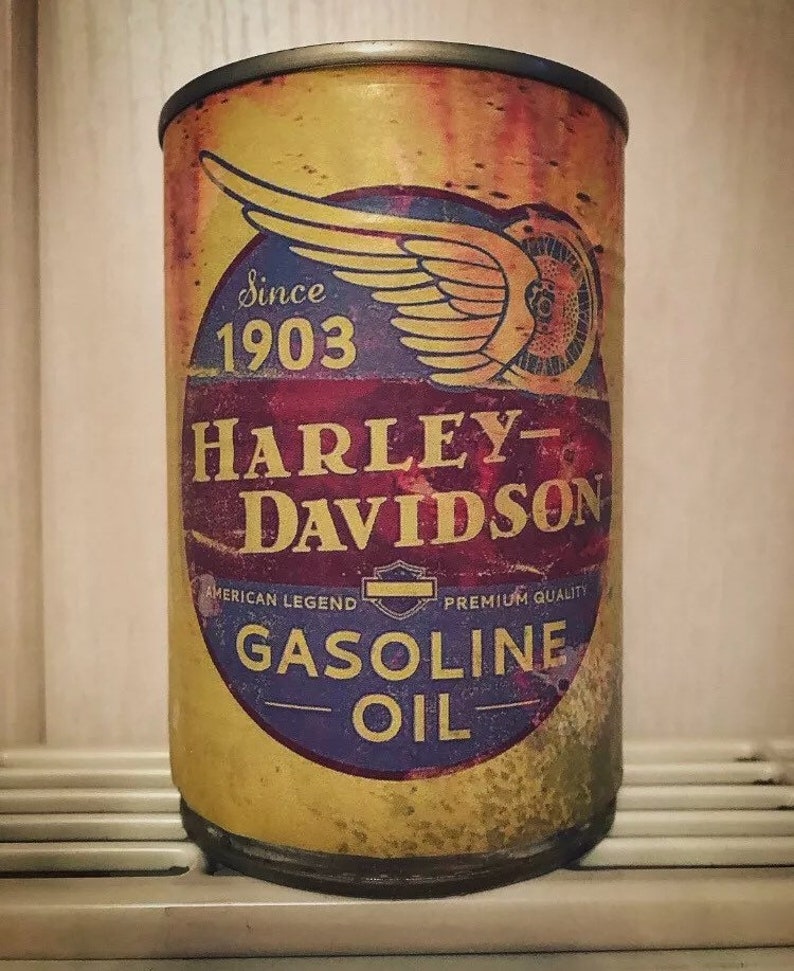 Since
1903
HARLEY-
DAVIDSON
AMERICAN LEGEND PREMIUM QUALITY
GASOLINE
OIL